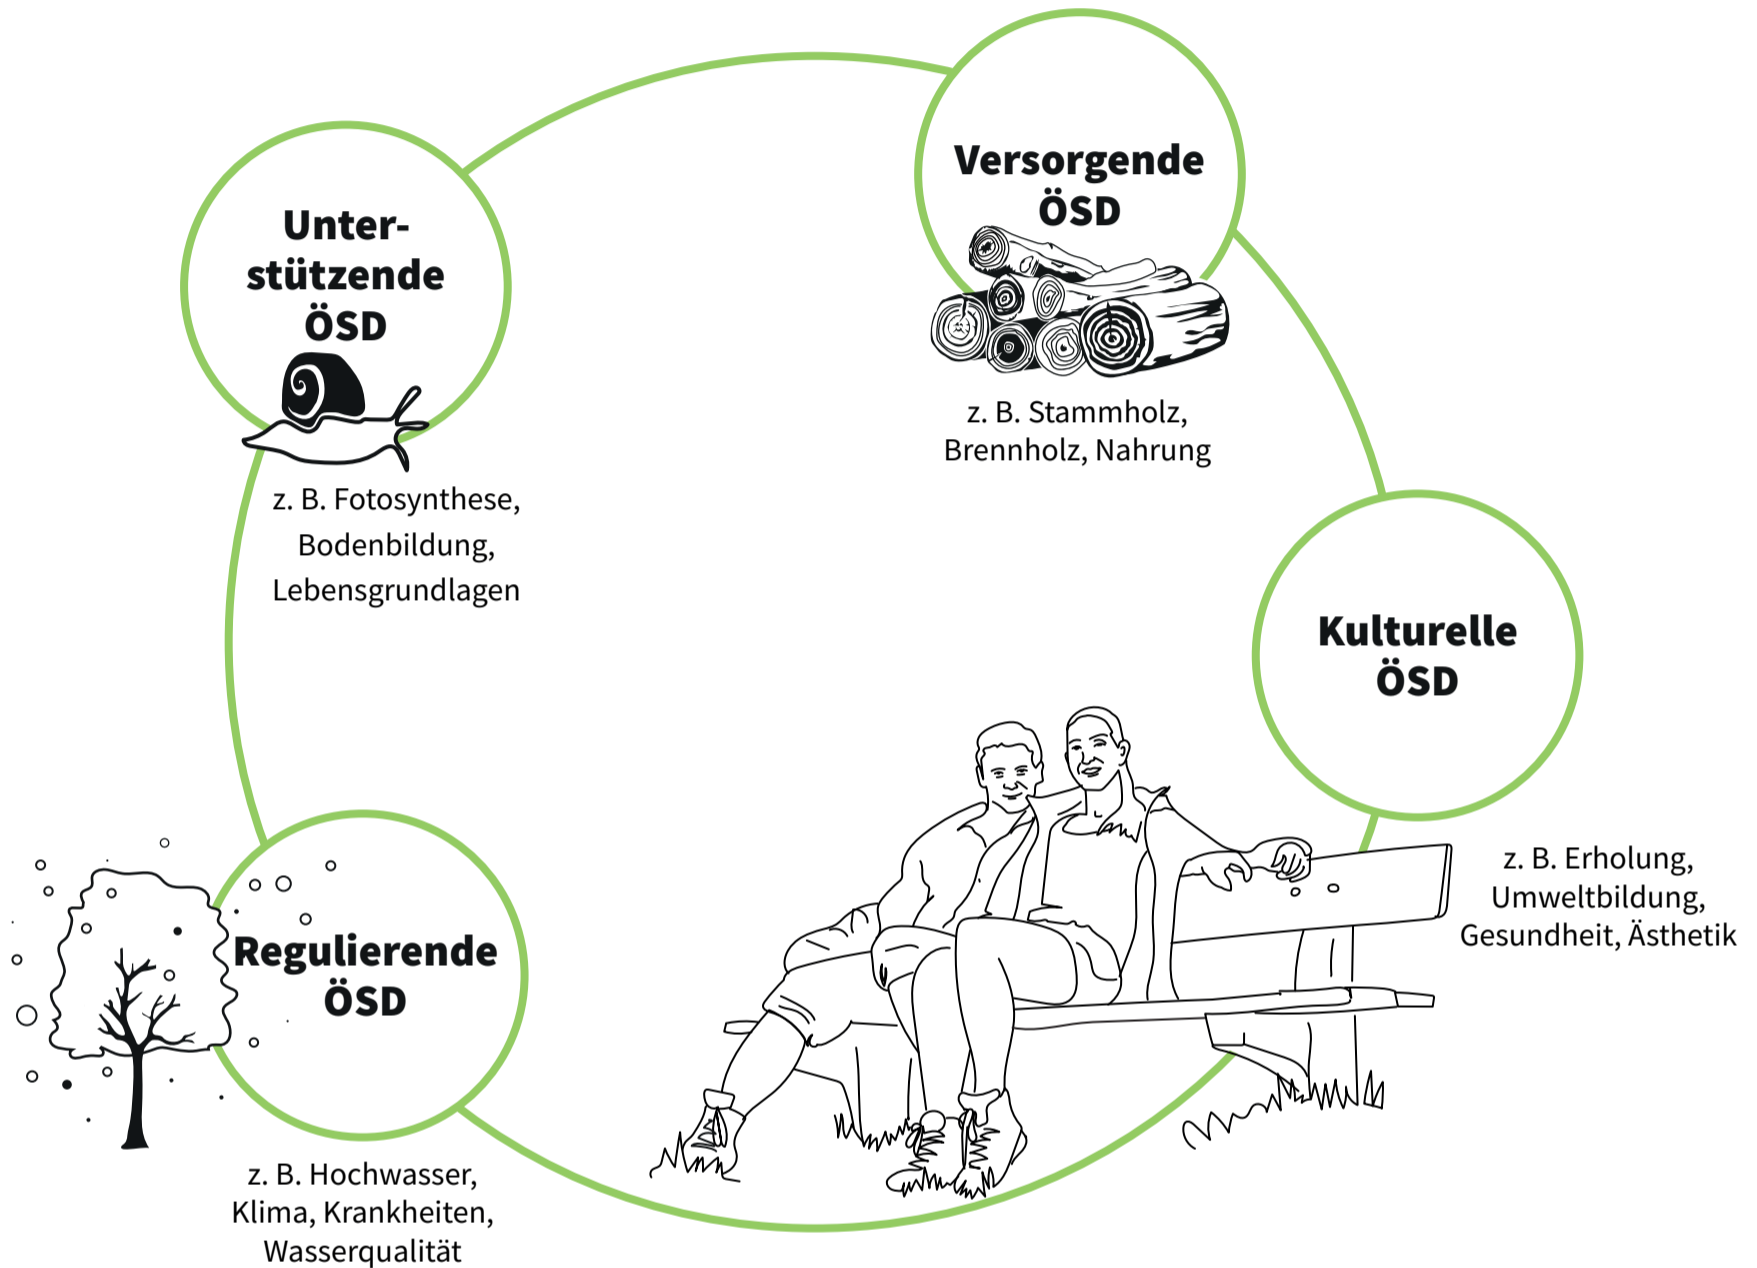 Unter-
stützende
ÖSD
z. B. Fotosynthese,
Bodenbildung,
Lebensgrundlagen
Versorgende
ÖSD
z. B. Stammholz,
Brennholz, Nahrung
Kulturelle
ÖSD
z. B. Erholung,
Umweltbildung,
Gesundheit, Ästhetik
Regulierende
ÖSD
z. B. Hochwasser,
Klima, Krankheiten,
Wasserqualität